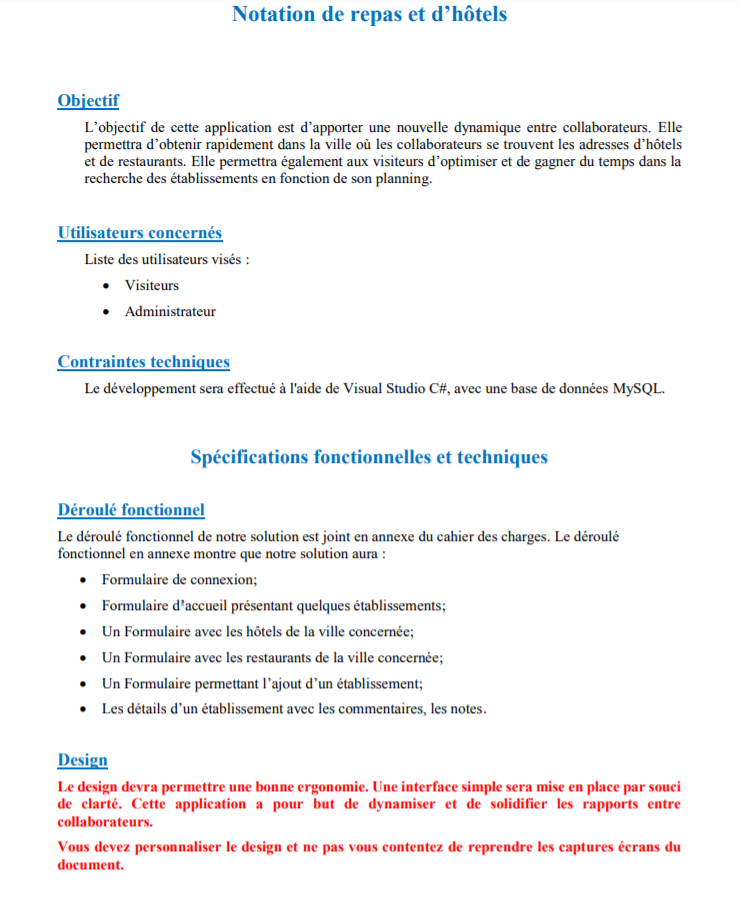 Notation de repas et d’hôtels
Objectif
L’objectif de cette application est d’apporter une nouvelle dynamique entre collaborateurs. Elle
permettra d’obtenir rapidement dans la ville où les collaborateurs se trouvent les adresses d’hôtels
et de restaurants. Elle permettra également aux visiteurs d’optimiser et de gagner du temps dans la
recherche des établissements en fonction de son planning.
Utilisateurs concernés
Liste des utilisateurs visés :
• Visiteurs
• Administrateur
Contraintes techniques
Le développement sera effectué à l'aide de Visual Studio C#, avec une base de données MySQL.
Spécifications fonctionnelles et techniques
Déroulé fonctionnel
Le déroulé fonctionnel de notre solution est joint en annexe du cahier des charges. Le déroulé
fonctionnel en annexe montre que notre solution aura :
• Formulaire de connexion;
• Formulaire d'accueil présentant quelques établissements;
• Un Formulaire avec les hôtels de la ville concernée;
• Un Formulaire avec les restaurants de la ville concernée;
• Un Formulaire permettant l’ajout d’un établissement;
• Les détails d’un établissement avec les commentaires, les notes.
Design
Le design devra permettre une bonne ergonomie. Une interface simple sera mise en place par souci
de clarté. Cette application a pour but de dynamiser et de solidifier les rapports entre
collaborateurs.
Vous devez personnaliser le design et ne pas vous contentez de reprendre les captures écrans du
document.